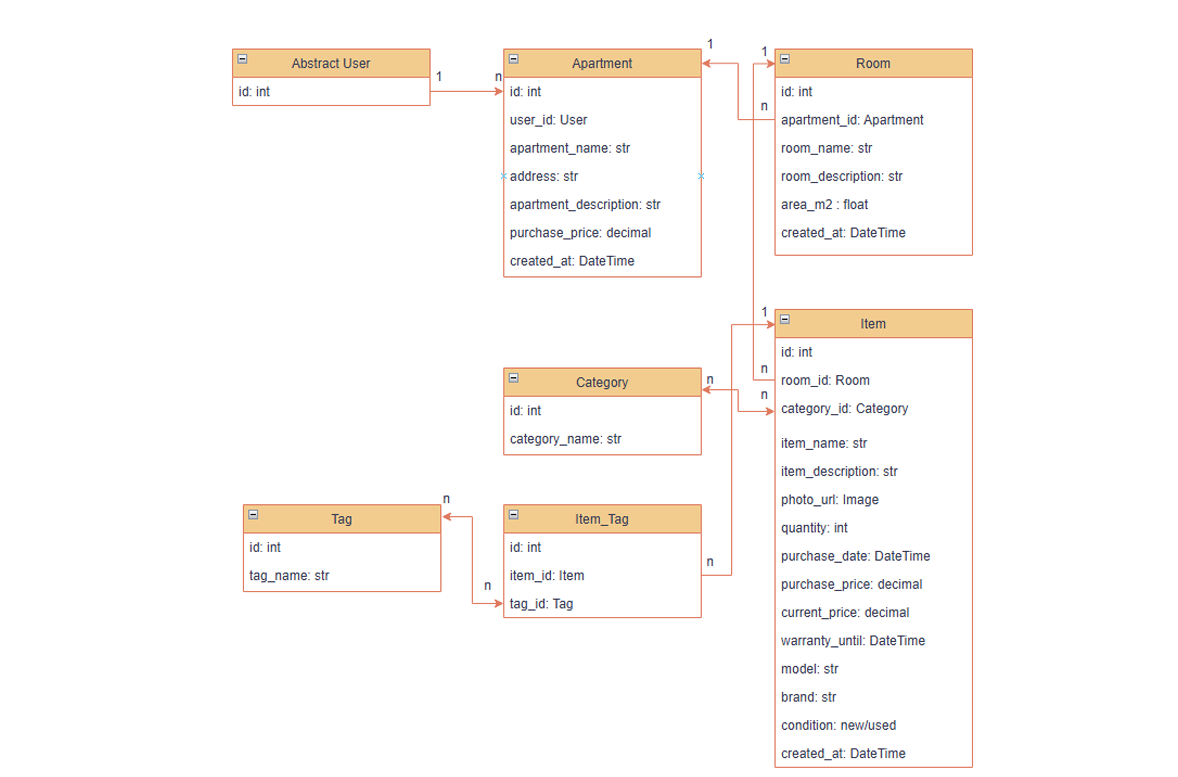 Abstract User
id: int
1
n
Apartment
id: int
user_id: User
apartment_name: str
address: str
apartment_description: str
purchase_price: decimal
created_at: DateTime
1
n
1
Room
id: int
apartment_id: Apartment
room_name: str
room_description: str
area_m2 : float
created_at: DateTime
Category
id: int
category_name: str
n
n
n
1
Item
id: int
room_id: Room
category_id: Category
item_name: str
item_description: str
photo_url: Image
quantity: int
purchase_date: DateTime
purchase_price: decimal
current_price: decimal
warranty_until: DateTime
model: str
brand: str
condition: new/used
created_at: DateTime
Tag
id: int
tag_name: str
n
n
Item_Tag
id: int
item_id: Item
tag_id: Tag
n